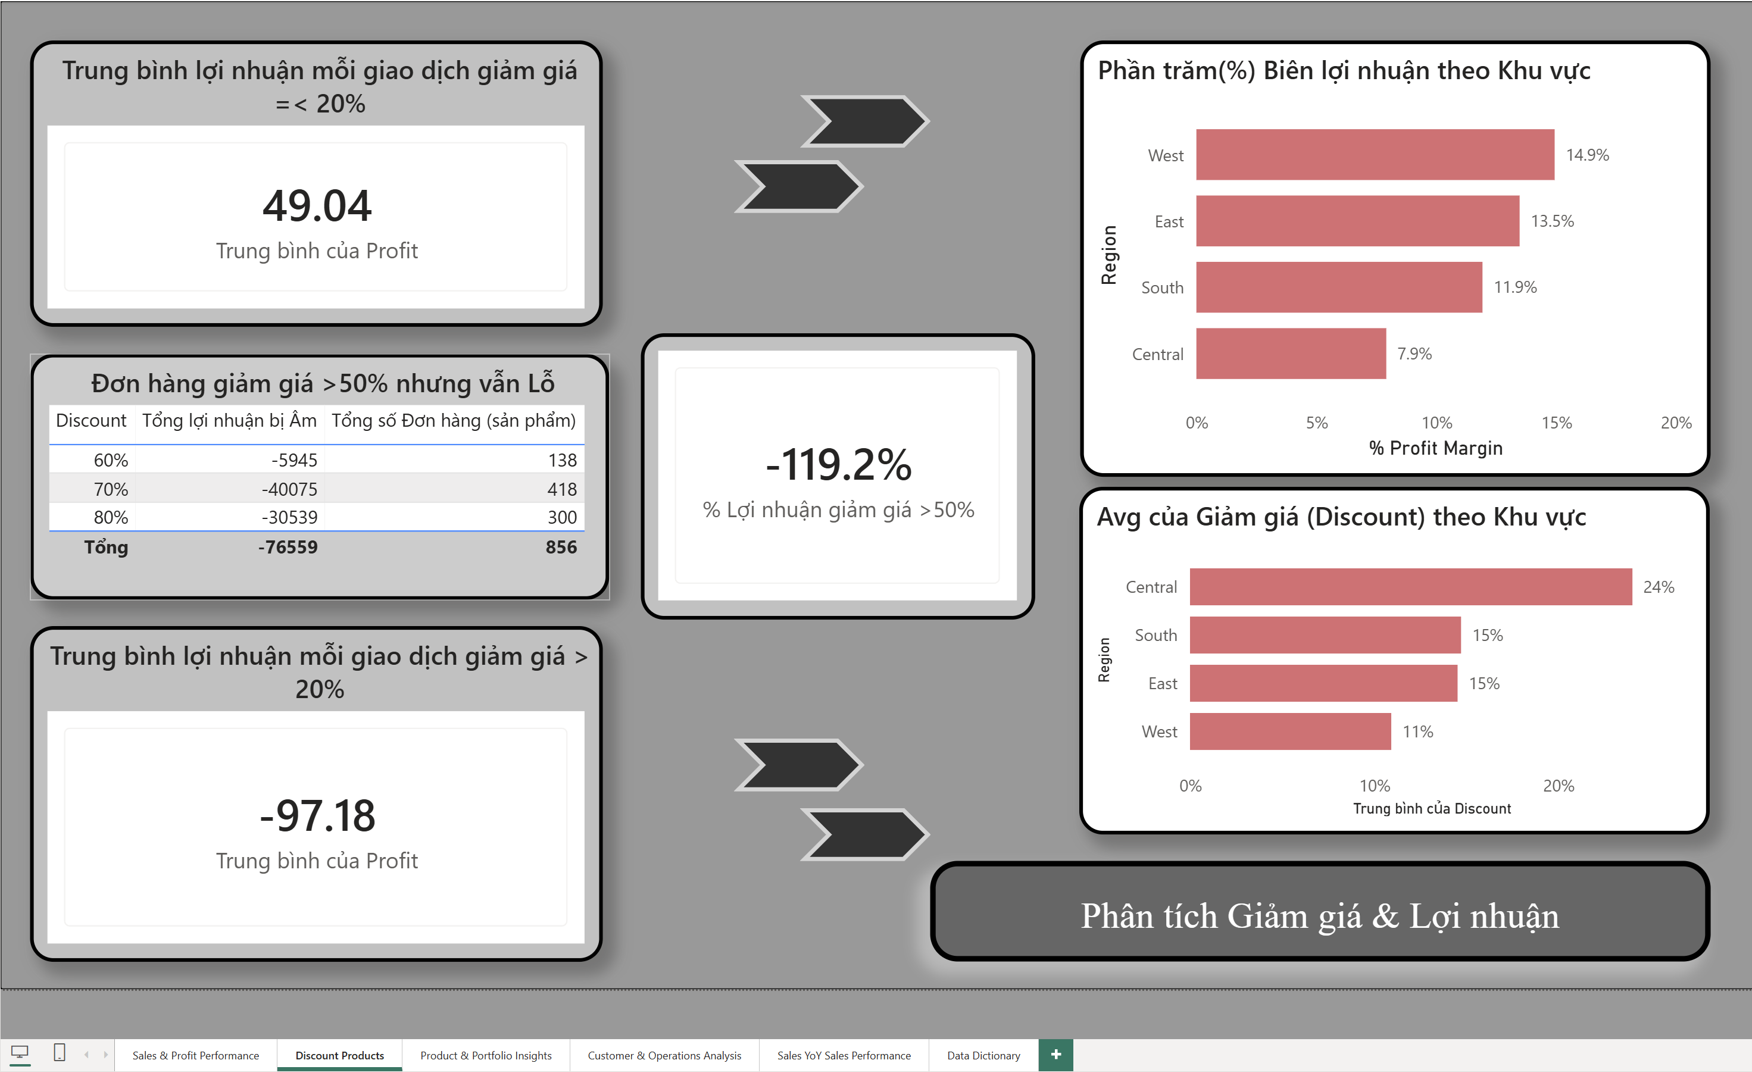 Trung bình lợi nhuận mỗi giao dịch giảm giá
=< 20%
49.04
Trung bình của Profit
Đơn hàng giảm giá >50% nhưng vẫn Lỗ
Discount Tổng lợi nhuận bị Âm Tổng số Đơn hàng (sản phẩm)
60% -5945 138
70% -40075 418
80% -30539 300
Tổng -76559 856
Trung bình lợi nhuận mỗi giao dịch giảm giá >
20%
-97.18
Trung bình của Profit
-119.2%
% Lợi nhuận giảm giá >50%
Phần trăm(%) Biên lợi nhuận theo Khu vực
Region
West 14.9%
East 13.5%
South 11.9%
Central 7.9%
0% 5% 10% 15% 20%
% Profit Margin
Avg của Giảm giá (Discount) theo Khu vực
Region
Central 24%
South 15%
East 15%
West 11%
0% 10% 20%
Trung bình của Discount
Phân tích Giảm giá & Lợi nhuận
Sales & Profit Performance Discount Products Product & Portfolio Insights Customer & Operations Analysis Sales YoY Sales Performance Data Dictionary +